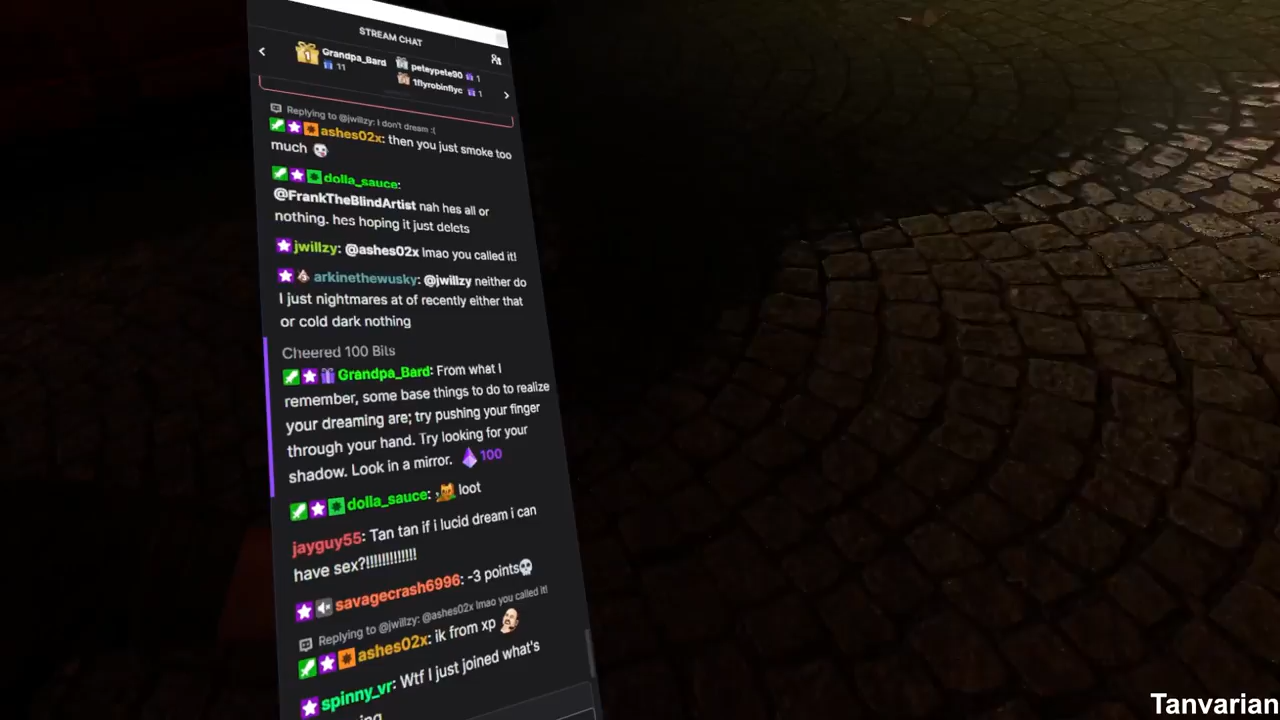 STREAM CHAT
1 Grandpa_Bard 11
peteypete90 1
1flyrobinflyc 1
Replying to @jwillzy: I don't dream :(
ashes02x: then you just smoke too
much
dolla_sauce:
@FrankTheBlindArtist nah hes all or
nothing. hes hoping it just deletes
jwillzy: @ashes02x lmao you called it!
arkinethewusky: @jwillzy neither do
I just nightmares at of recently either that
or cold dark nothing
Cheered 100 Bits
Grandpa_Bard: From what I
remember, some base things to do to realize
your dreaming are; try pushing your finger
through your hand. Try looking for your
shadow. Look in a mirror. 100
dolla_sauce: loot
jayguy55: Tan tan if i lucid dream i can
have sex?!!!!!!!!!!!!!
savagecrash6996: -3 points
Replying to @jwillzy: @ashes02x lmao you called it!
ashes02x: ik from xp
spinny_vr: Wtf I just joined what's
Tanvarian